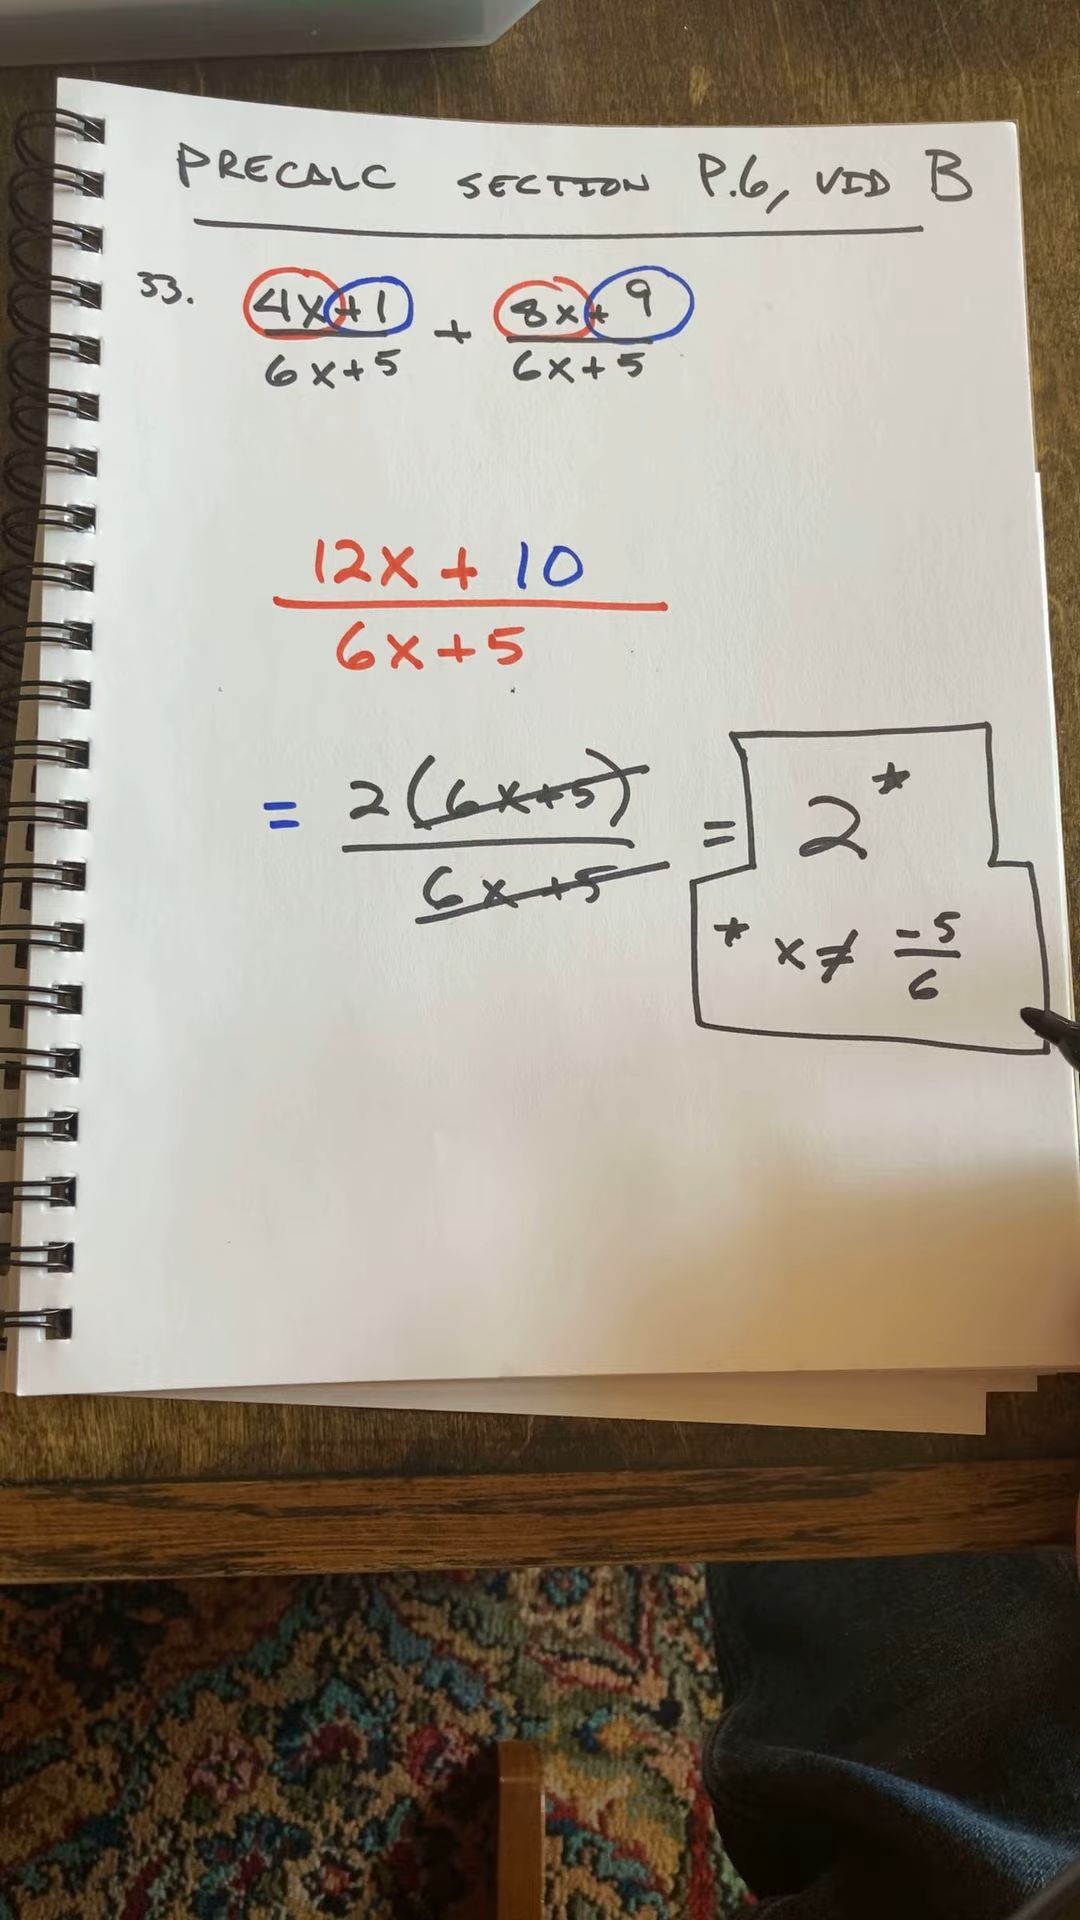 PRECALC SECTION P.6, VID B
33. 4x+1 + 8x+9
6x+5 6x+5
12x + 10
6x+5
= 2(6x+5) = 2*
6x+5
* x ≠ -5
6